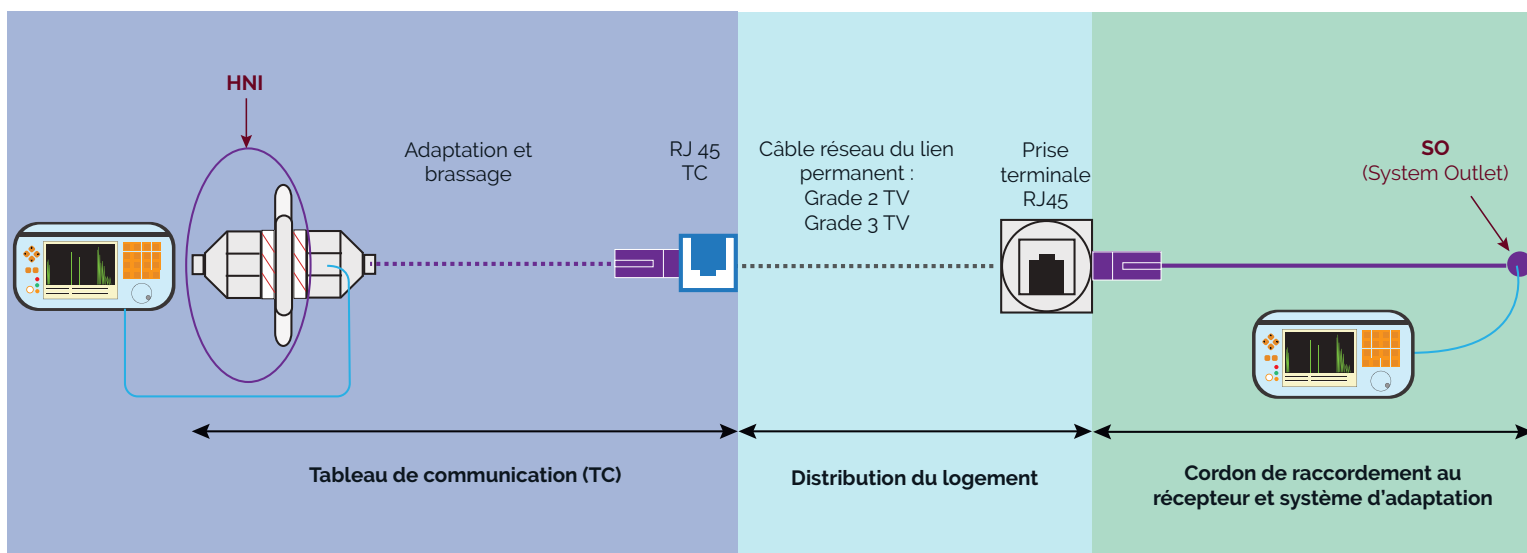 HNI
Adaptation et
brassage
RJ 45
TC
Câble réseau du lien
permanent :
Grade 2 TV
Grade 3 TV
Prise
terminale
RJ45
SO
(System Outlet)
Tableau de communication (TC)
Distribution du logement
Cordon de raccordement au
récepteur et système d’adaptation